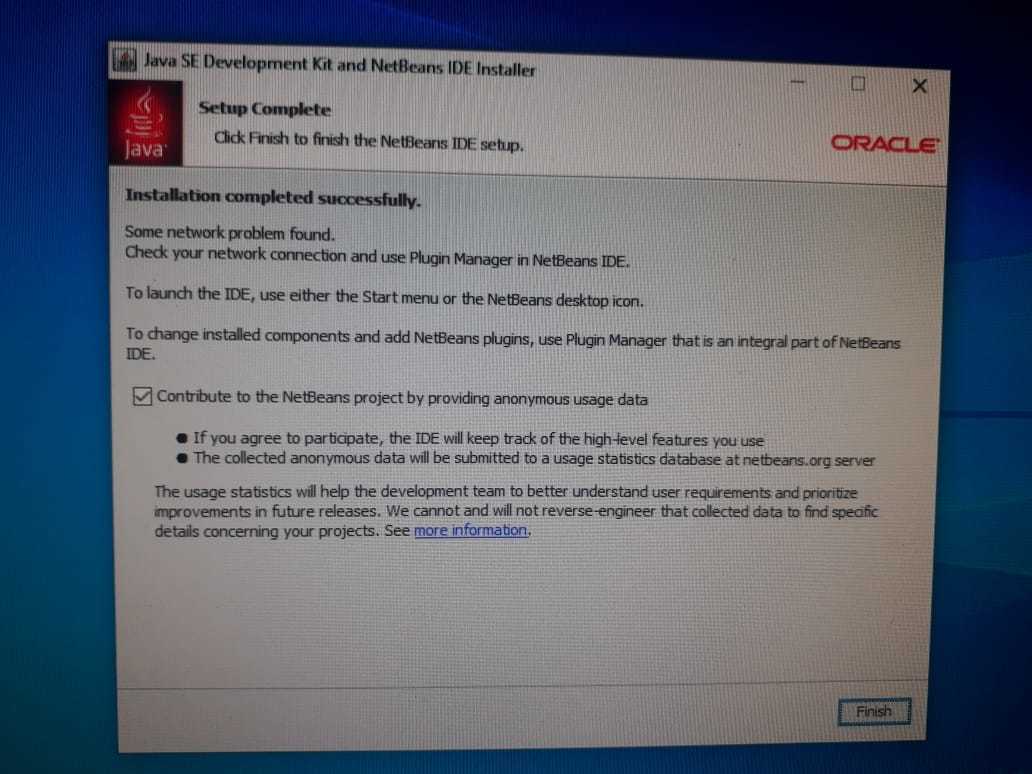 Java SE Development Kit and NetBeans IDE Installer
Setup Complete
Click Finish to finish the NetBeans IDE setup.
Java
ORACLE
Installation completed successfully.
Some network problem found.
Check your network connection and use Plugin Manager in NetBeans IDE.
To launch the IDE, use either the Start menu or the NetBeans desktop icon.
To change installed components and add NetBeans plugins, use Plugin Manager that is an integral part of NetBeans
IDE.
Contribute to the NetBeans project by providing anonymous usage data
If you agree to participate, the IDE will keep track of the high-level features you use
The collected anonymous data will be submitted to a usage statistics database at netbeans.org server
The usage statistics will help the development team to better understand user requirements and prioritize
improvements in future releases. We cannot and will not reverse-engineer that collected data to find specific
details concerning your projects. See more information.
Finish